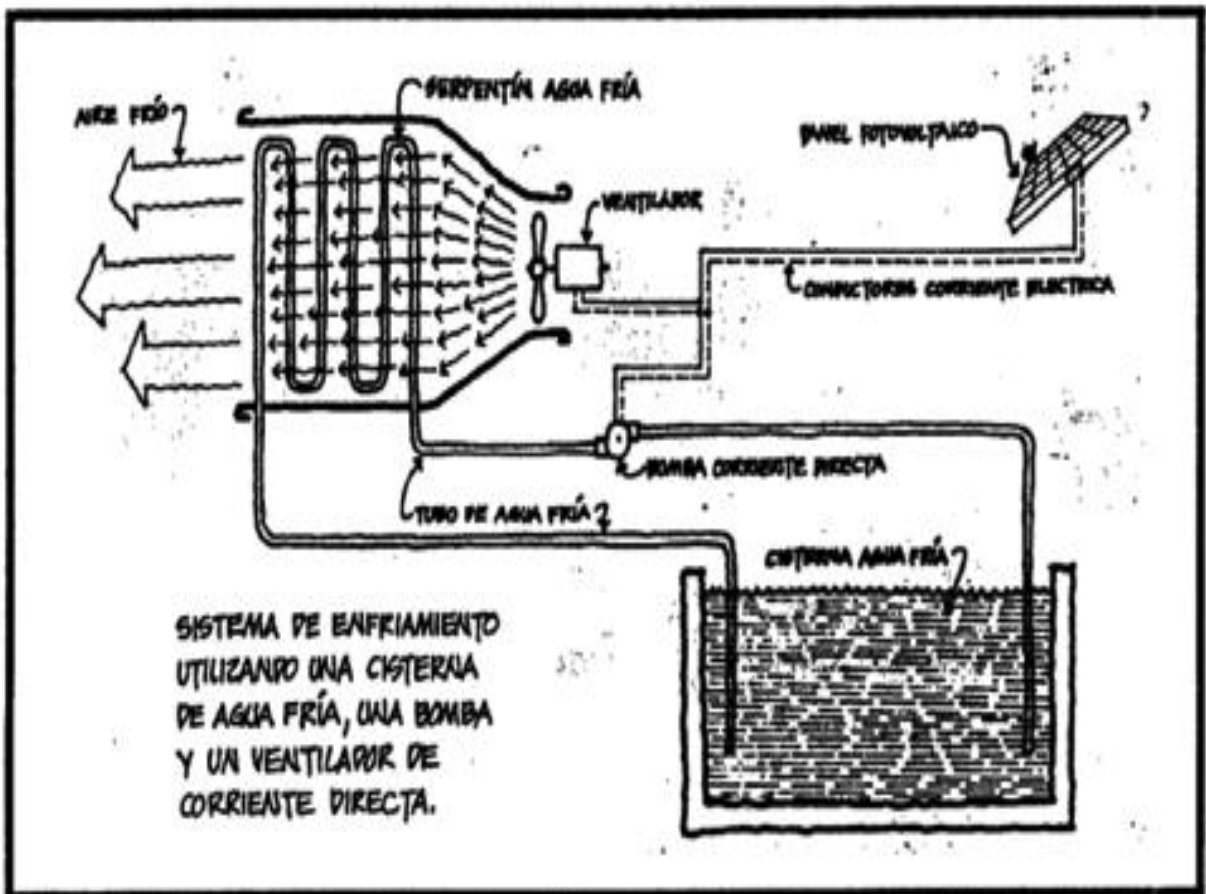 SERPENTÍN AGUA FRÍA
AIRE FRÍO
PANEL FOTOVOLTAICO
VENTILADOR
CONDUCTORES CORRIENTE ELECTRICA
BOMBA CORRIENTE DIRECTA
TUBO DE AGUA FRÍA
CISTERNA AGUA FRÍA
SISTEMA DE ENFRIAMIENTO
UTILIZANDO UNA CISTERNA
DE AGUA FRÍA, UNA BOMBA
Y UN VENTILADOR DE
CORRIENTE DIRECTA.